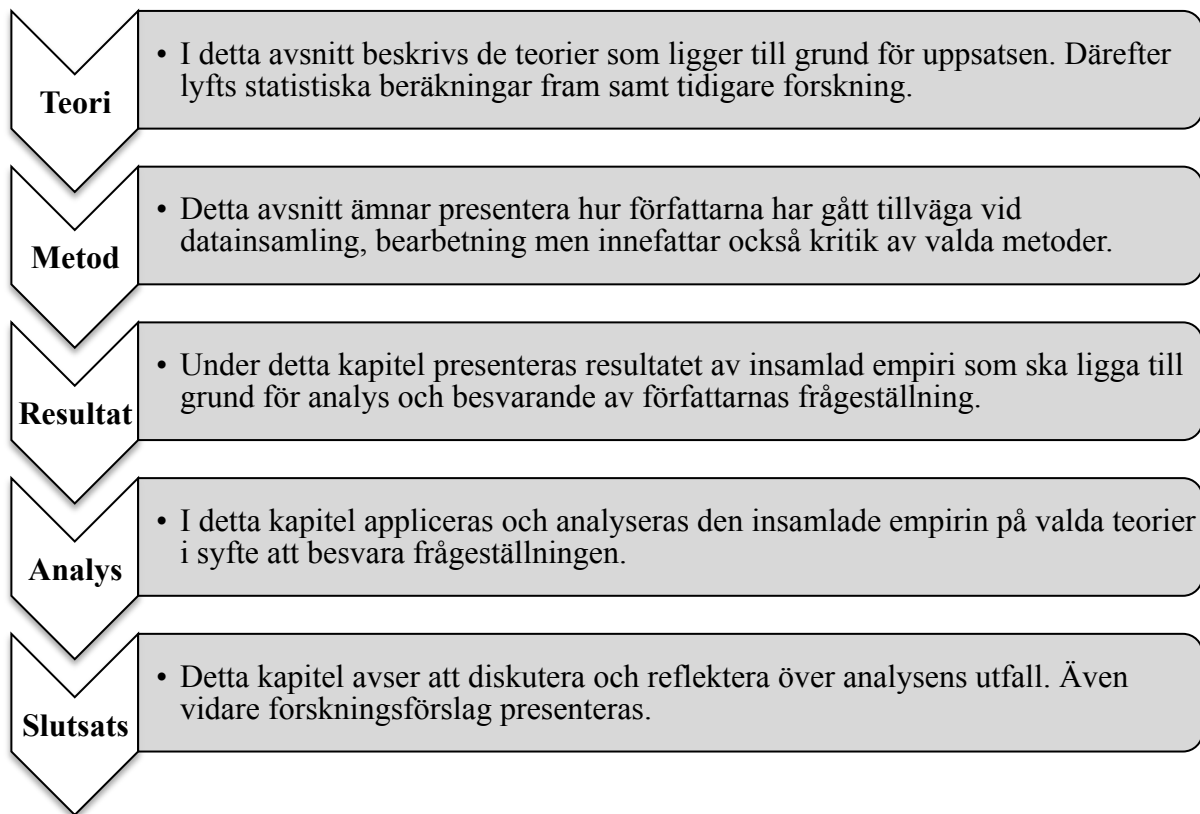 Teori
• I detta avsnitt beskrivs de teorier som ligger till grund för uppsatsen. Därefter
lyfts statistiska beräkningar fram samt tidigare forskning.
Metod
• Detta avsnitt ämnar presentera hur författarna har gått tillväga vid
datainsamling, bearbetning men innefattar också kritik av valda metoder.
Resultat
• Under detta kapitel presenteras resultatet av insamlad empiri som ska ligga till
grund för analys och besvarande av författarnas frågeställning.
Analys
• I detta kapitel appliceras och analyseras den insamlade empirin på valda teorier
i syfte att besvara frågeställningen.
Slutsats
• Detta kapitel avser att diskutera och reflektera över analysens utfall. Även
vidare forskningsförslag presenteras.